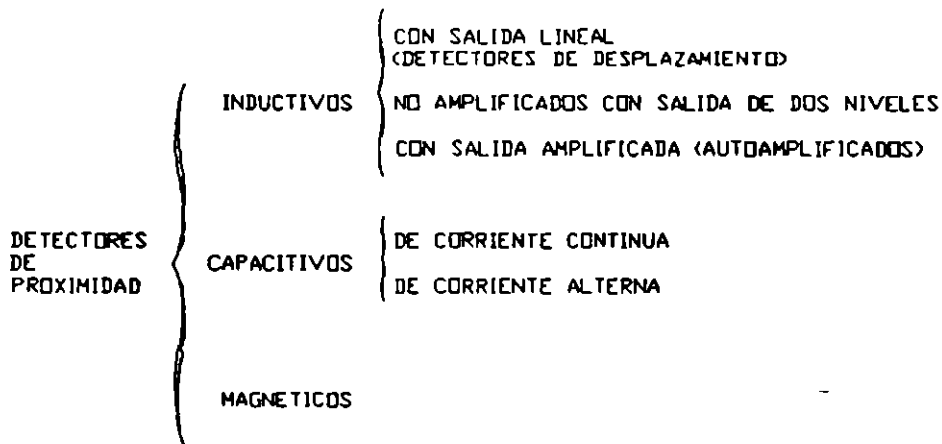 CON SALIDA LINEAL
(DETECTORES DE DESPLAZAMIENTO)
INDUCTIVOS
NO AMPLIFICADOS CON SALIDA DE DOS NIVELES
CON SALIDA AMPLIFICADA (AUTOAMPLIFICADOS)
DETECTORES
DE
PROXIMIDAD
CAPACITIVOS
DE CORRIENTE CONTINUA
DE CORRIENTE ALTERNA
MAGNETICOS